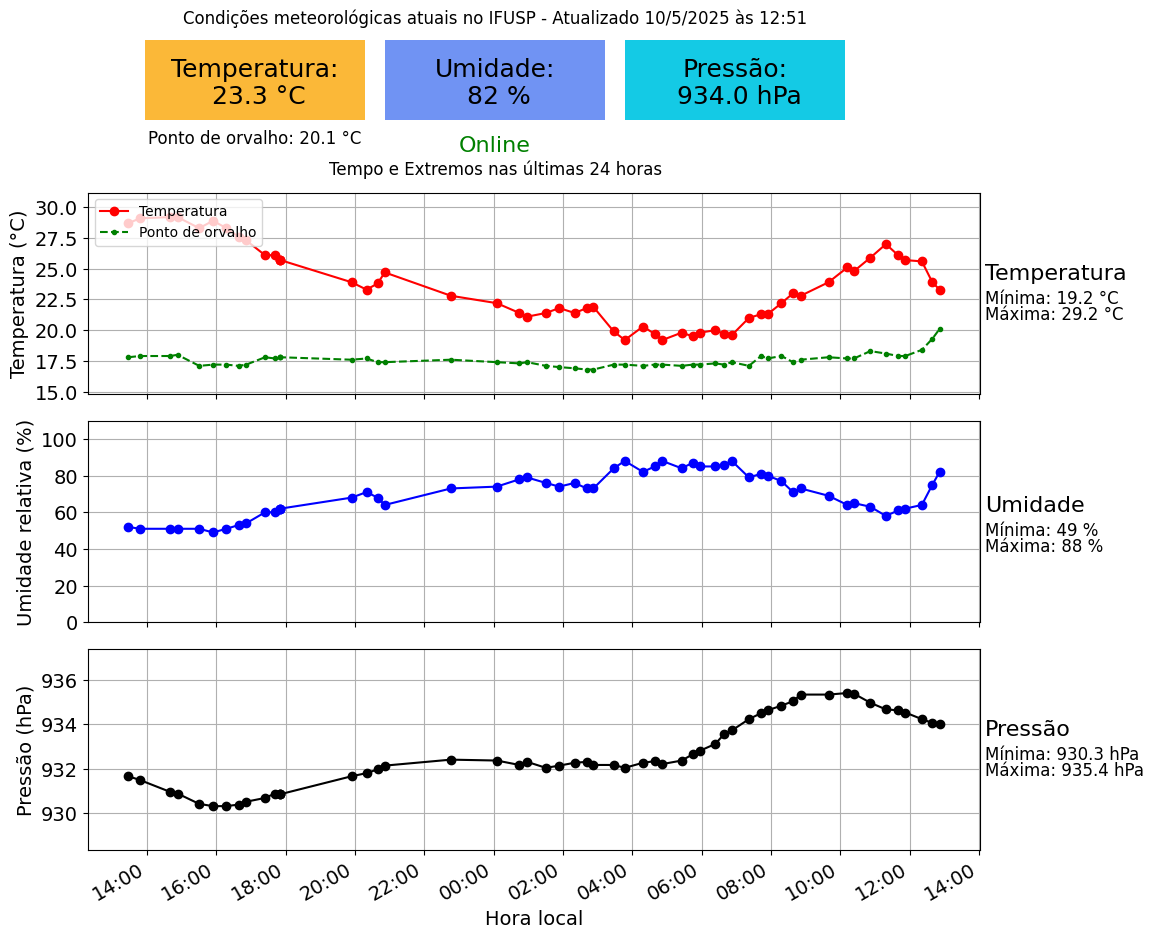 Condições meteorológicas atuais no IFUSP - Atualizado 10/5/2025 às 12:51
Temperatura:
23.3 °C
Umidade:
82 %
Pressão:
934.0 hPa
Ponto de orvalho: 20.1 °C
Online
Tempo e Extremos nas últimas 24 horas
Temperatura (°C)
30.0
27.5
25.0
22.5
20.0
17.5
15.0
Temperatura
Ponto de orvalho
Temperatura
Mínima: 19.2 °C
Máxima: 29.2 °C
Umidade relativa (%)
100
80
60
40
20
0
Umidade
Mínima: 49 %
Máxima: 88 %
Pressão (hPa)
936
934
932
930
Pressão
Mínima: 930.3 hPa
Máxima: 935.4 hPa
14:00
16:00
18:00
20:00
22:00
00:00
02:00
04:00
06:00
08:00
10:00
12:00
14:00
Hora local